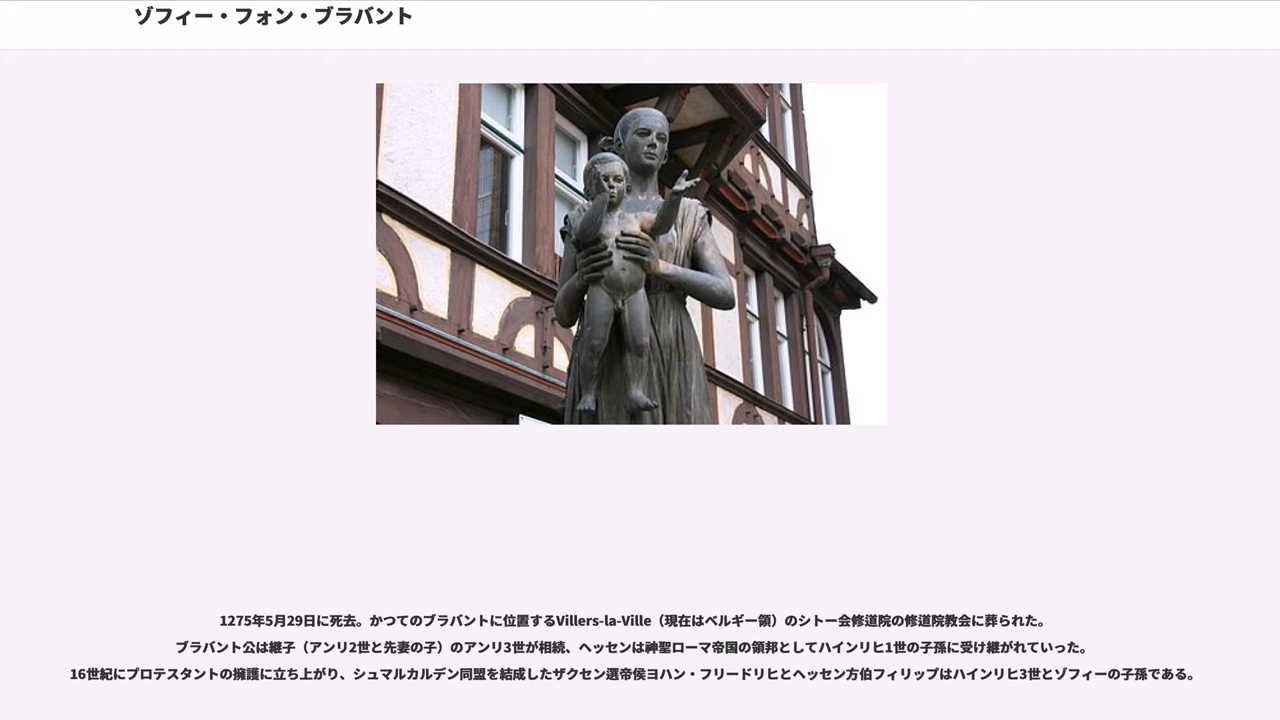 ゾフィー・フォン・ブラバント
1275年5月29日に死去。かつてのブラバントに位置するVillers-la-Ville（現在はベルギー領）のシトー会修道院の修道院教会に葬られた。
ブラバント公は継子（アンリ2世と先妻の子）のアンリ3世が相続、ヘッセンは神聖ローマ帝国の領邦としてハインリヒ1世の子孫に受け継がれていった。
16世紀にプロテスタントの擁護に立ち上がり、シュマルカルデン同盟を結成したザクセン選帝侯ヨハン・フリードリヒとヘッセン方伯フィリップはハインリヒ3世とゾフィーの子孫である。